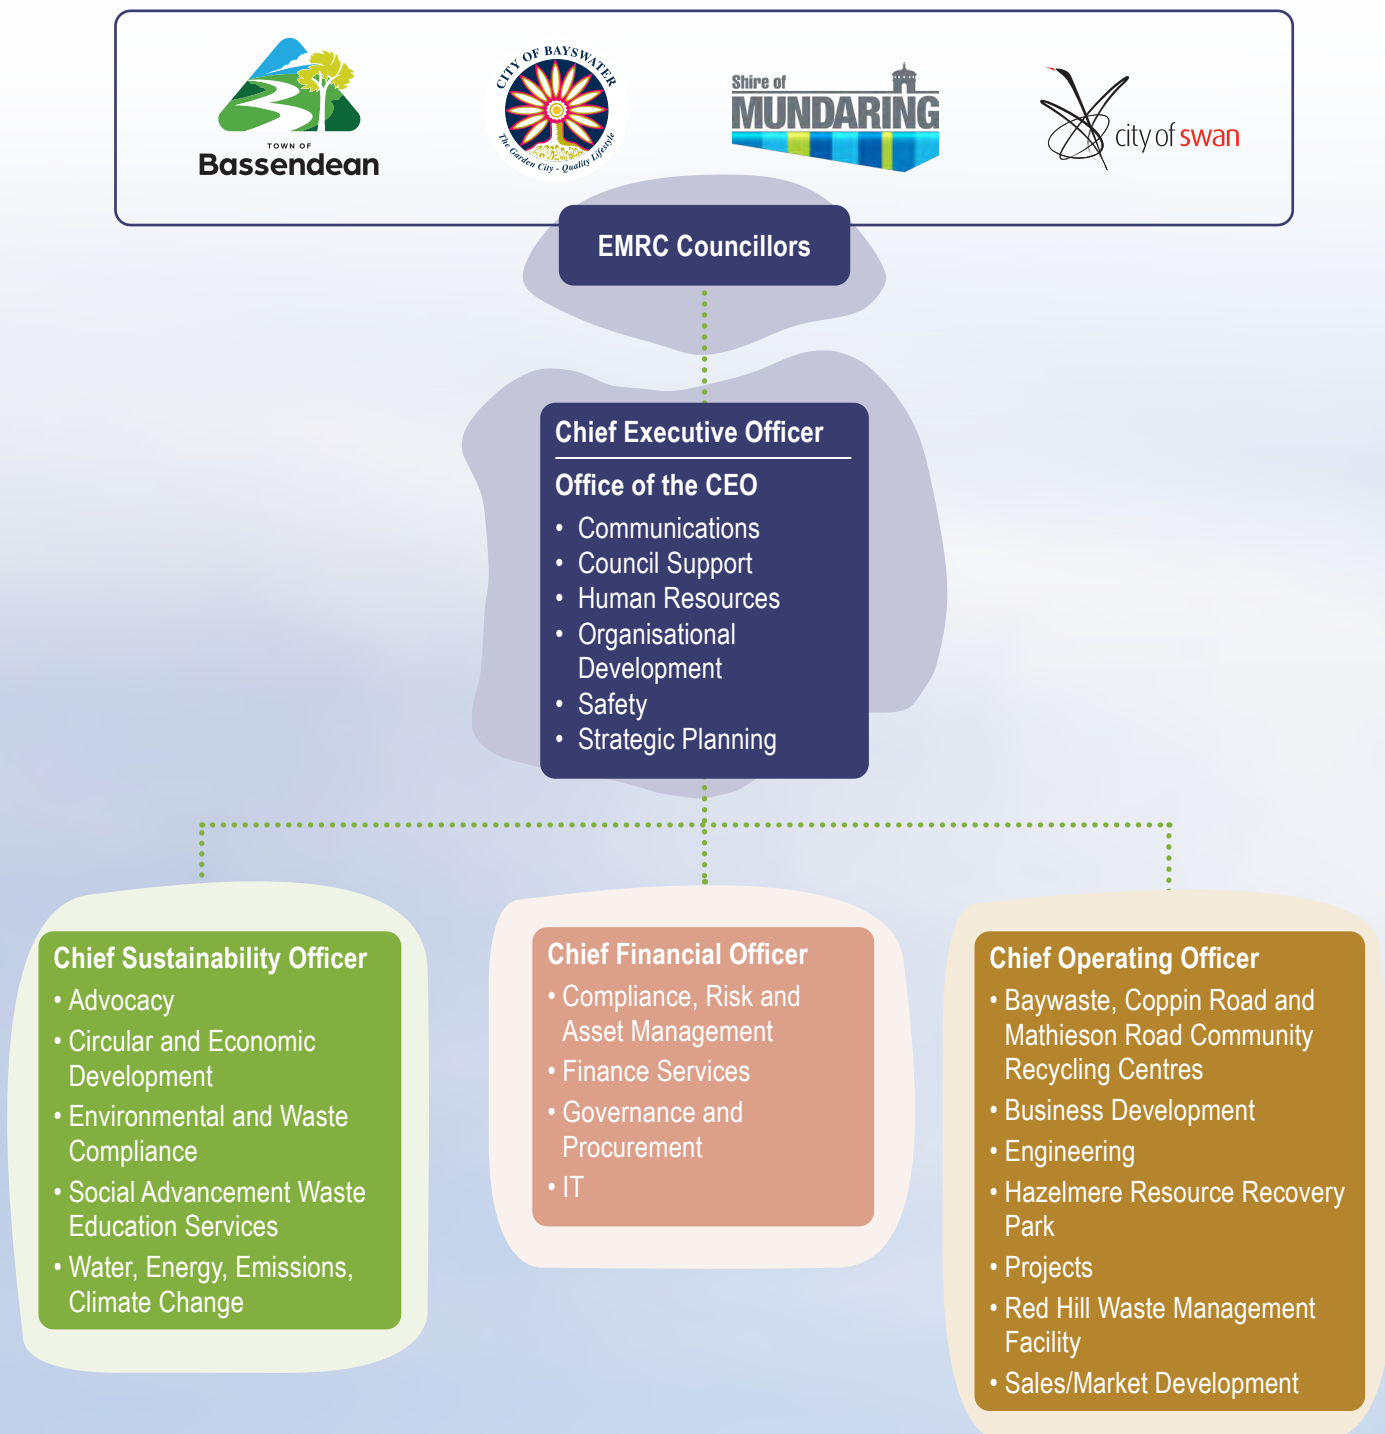 TOWN OF
Bassendean
CITY OF BAYSWATER
The Garden City - Quality Lifestyle
Shire of
MUNDARING
city of swan
EMRC Councillors
Chief Executive Officer
Office of the CEO
• Communications
• Council Support
• Human Resources
• Organisational
Development
• Safety
• Strategic Planning
Chief Sustainability Officer
• Advocacy
• Circular and Economic
Development
• Environmental and Waste
Compliance
• Social Advancement Waste
Education Services
• Water, Energy, Emissions,
Climate Change
Chief Financial Officer
• Compliance, Risk and
Asset Management
• Finance Services
• Governance and
Procurement
• IT
Chief Operating Officer
• Baywaste, Coppin Road and
Mathieson Road Community
Recycling Centres
• Business Development
• Engineering
• Hazelmere Resource Recovery
Park
• Projects
• Red Hill Waste Management
Facility
• Sales/Market Development